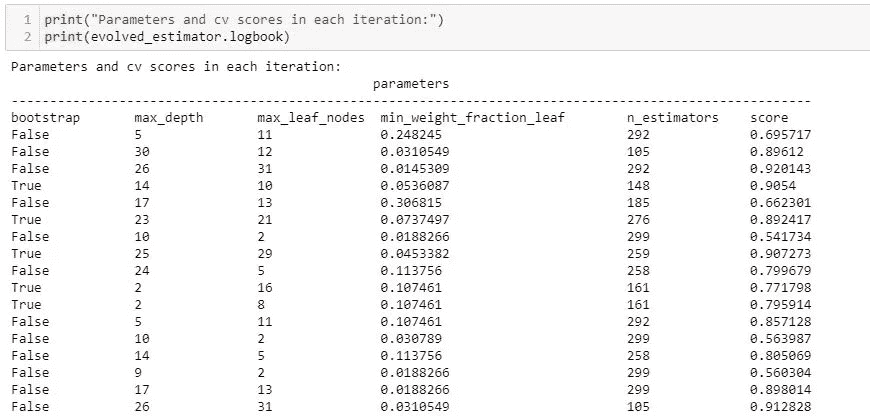 1 print("Parameters and cv scores in each iteration:")
2 print(evolved_estimator.logbook)
Parameters and cv scores in each iteration:
parameters
---------------------------------------------------------------------------------------------------------
bootstrap max_depth max_leaf_nodes min_weight_fraction_leaf n_estimators score
False 5 11 0.248245 292 0.695717
False 30 12 0.0310549 105 0.89612
False 26 31 0.0145309 292 0.920143
True 14 10 0.0536087 148 0.9054
False 17 13 0.306815 185 0.662301
True 23 21 0.0737497 276 0.892417
False 10 2 0.0188266 299 0.541734
True 25 29 0.0453382 259 0.907273
False 24 5 0.113756 258 0.799679
True 2 16 0.107461 161 0.771798
True 2 8 0.107461 161 0.795914
False 5 11 0.107461 292 0.857128
False 10 2 0.030789 299 0.563987
False 14 5 0.113756 258 0.805069
False 9 2 0.0188266 299 0.560304
False 17 13 0.0188266 299 0.898014
False 26 31 0.0310549 105 0.912828